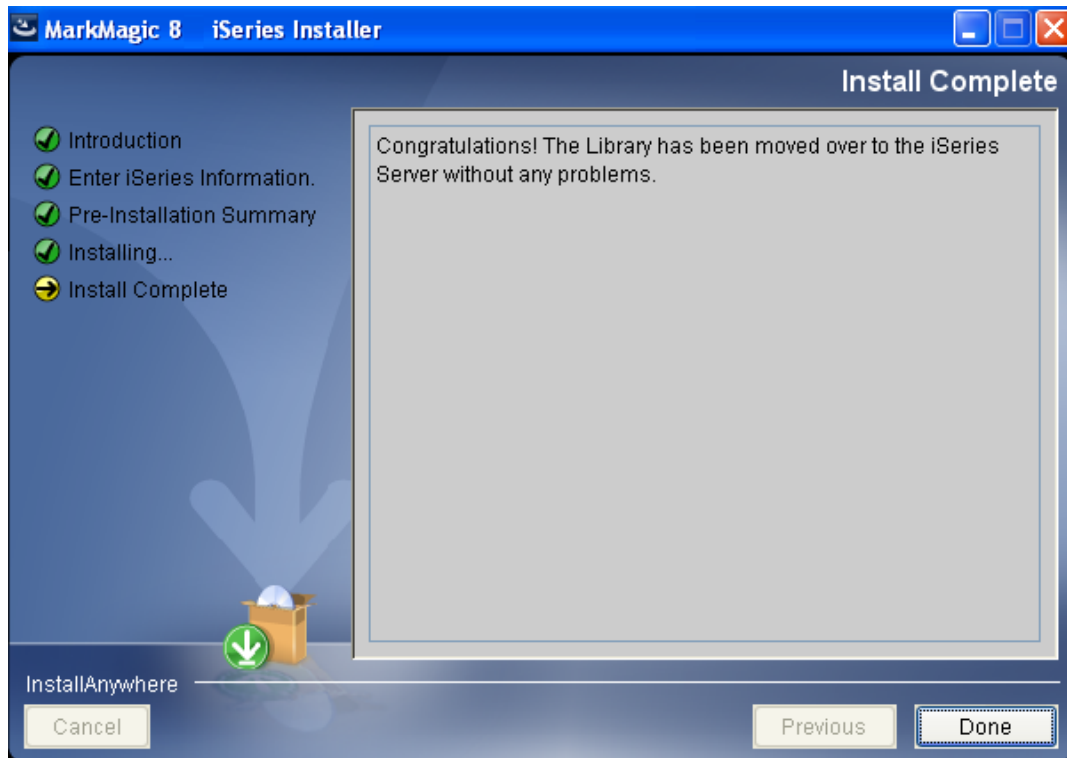 MarkMagic 8 iSeries Installer
Install Complete
Introduction
Enter iSeries Information.
Pre-Installation Summary
Installing...
Install Complete
Congratulations! The Library has been moved over to the iSeries
Server without any problems.
InstallAnywhere
Cancel
Previous
Done